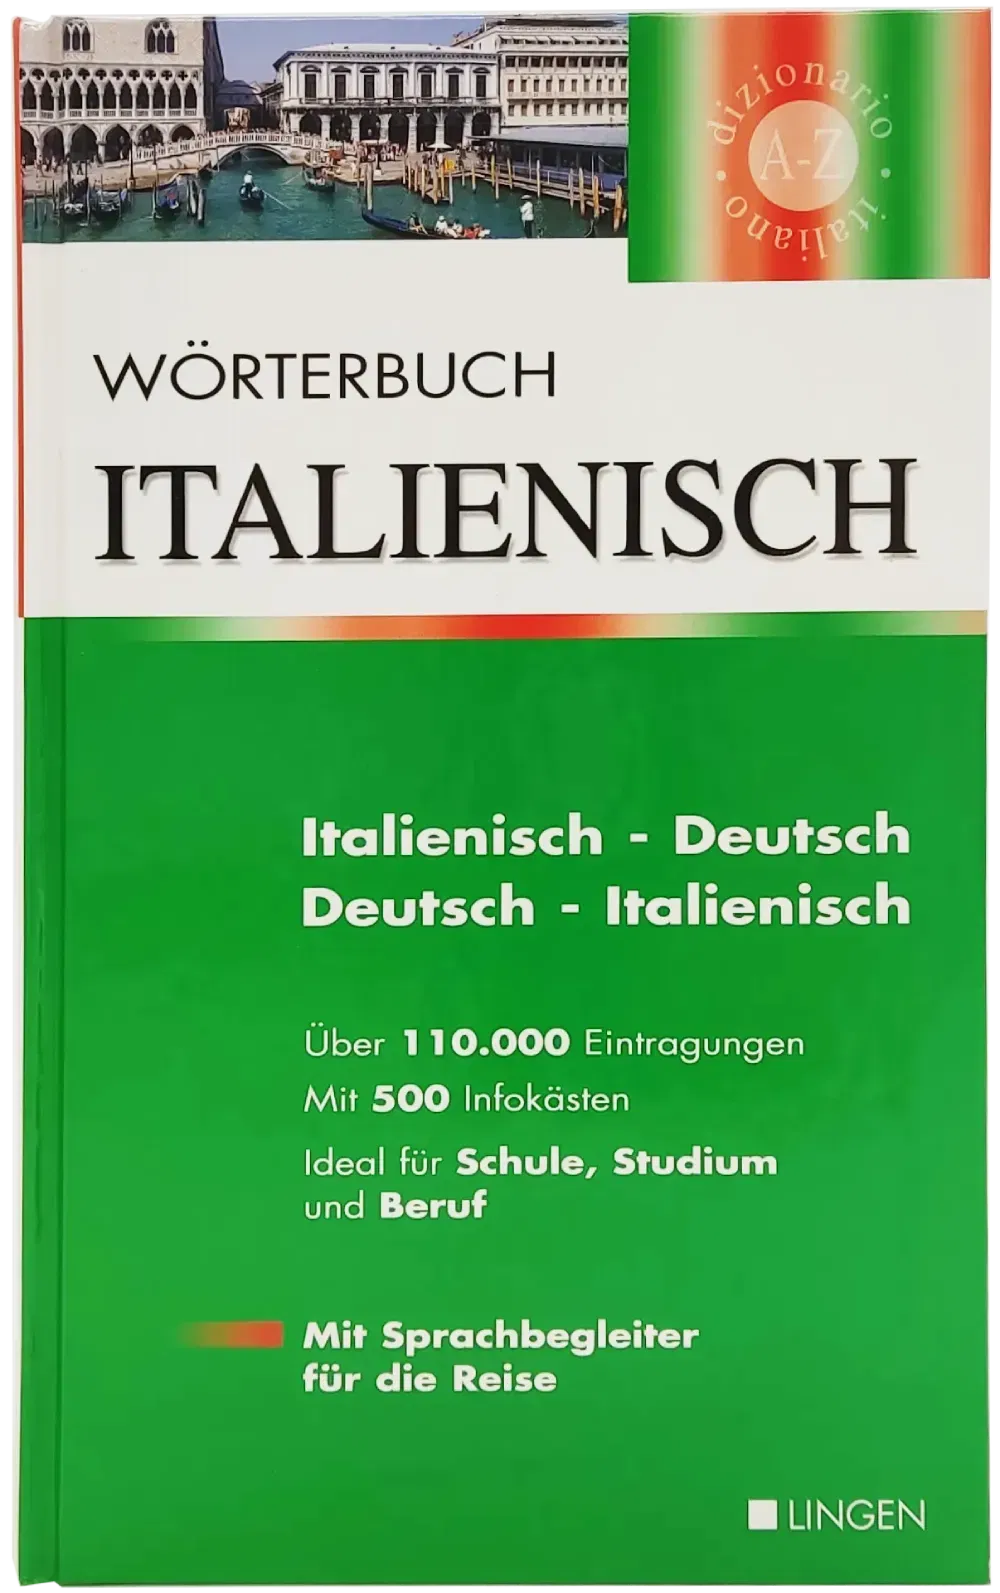 dizionario · italiano ·
A-Z
WÖRTERBUCH
ITALIENISCH
Italienisch - Deutsch
Deutsch - Italienisch
Über 110.000 Eintragungen
Mit 500 Infokästen
Ideal für Schule, Studium
und Beruf
Mit Sprachbegleiter
für die Reise
LINGEN